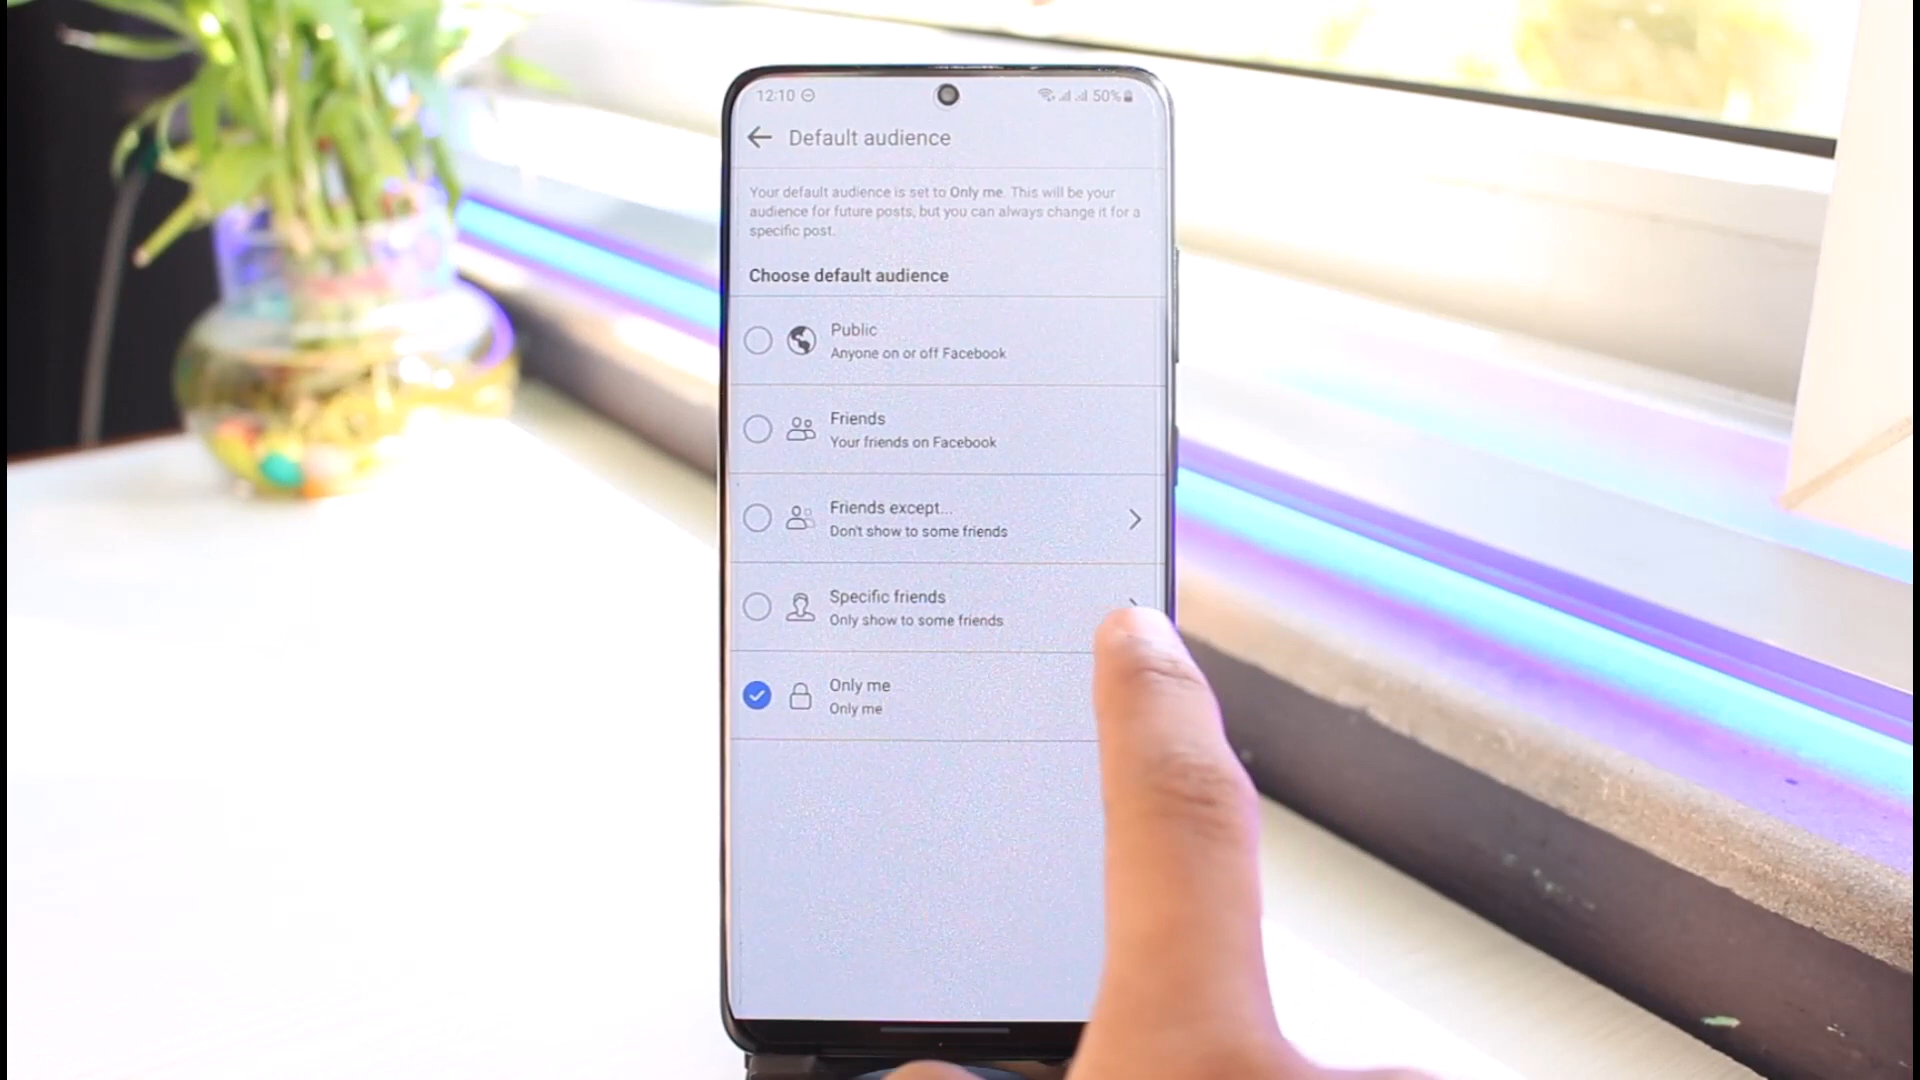 12:10 50%
Default audience
Your default audience is set to Only me. This will be your
audience for future posts, but you can always change it for a
specific post.
Choose default audience
Public
Anyone on or off Facebook
Friends
Your friends on Facebook
Friends except...
Don't show to some friends
Specific friends
Only show to some friends
Only me
Only me